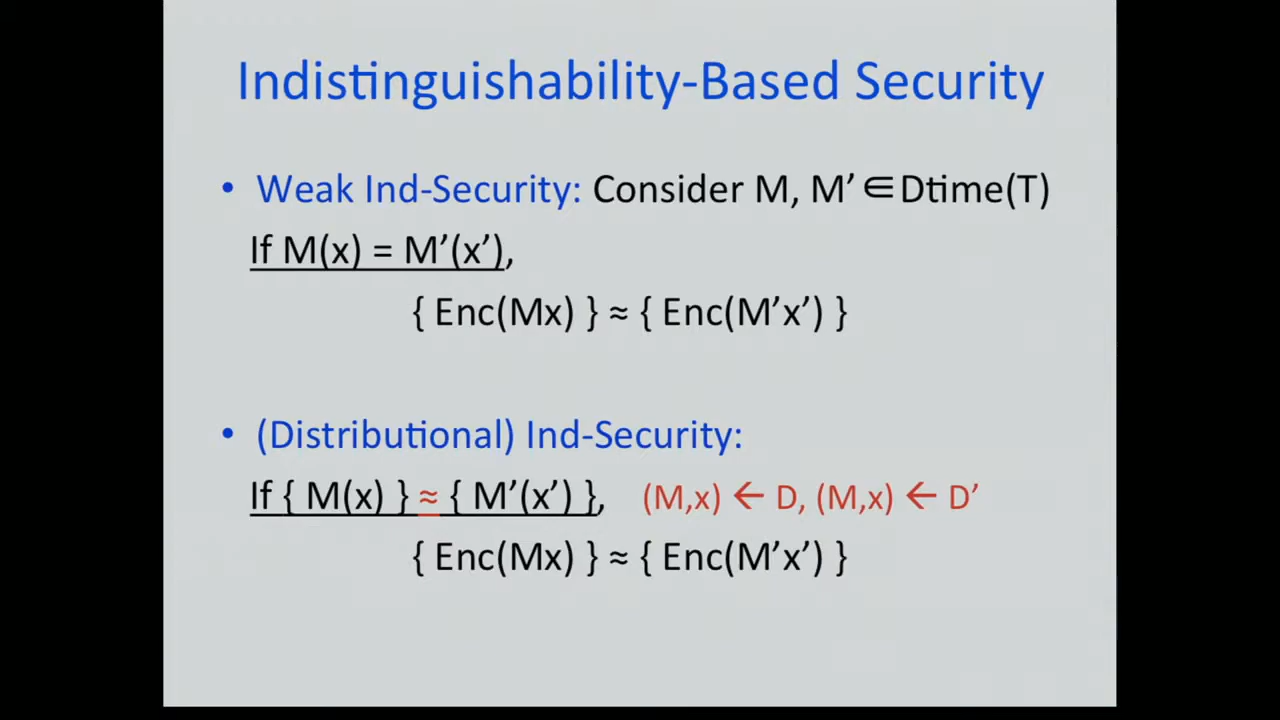 Indistinguishability-Based Security
• Weak Ind-Security: Consider M, M’ ∈ Dtime(T)
If M(x) = M’(x’),
{ Enc(Mx) } ≈ { Enc(M’x’) }
• (Distributional) Ind-Security:
If { M(x) } ≈ { M’(x’) }, (M,x) ← D, (M,x) ← D’
{ Enc(Mx) } ≈ { Enc(M’x’) }